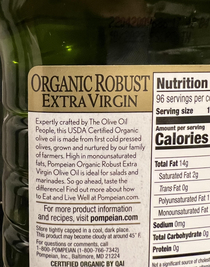 ORGANIC ROBUST
EXTRA VIRGIN
Expertly crafted by The Olive Oil
People, this USDA Certified Organic
olive oil is made from first cold pressed
olives, grown and nurtured by our family
of farmers. High in monounsaturated
fats, Pompeian Organic Robust Extra
Virgin Olive Oil is ideal for salads and
marinades. So go ahead, taste the
difference! Find out more about how
to Eat and Live Well at Pompeian.com.
For more product information
and recipes, visit pompeian.com
Store tightly capped in a cool, dark place.
This product may become cloudy at around 45° F.
For questions or comments, call
1-800-POMPEIAN (1-800-766-7342)
Pompeian, Inc., Baltimore, MD 21224
CERTIFIED ORGANIC BY QAI
Nutrition
96 servings per c
Serving size 1
Amount per serving
Calories
Total Fat 14g
Saturated Fat 2g
Trans Fat 0g
Polyunsaturated Fat
Monounsaturated Fat
Sodium 0mg
Total Carbohydrate 0g
Protein 0g
Not a significant source of choleste